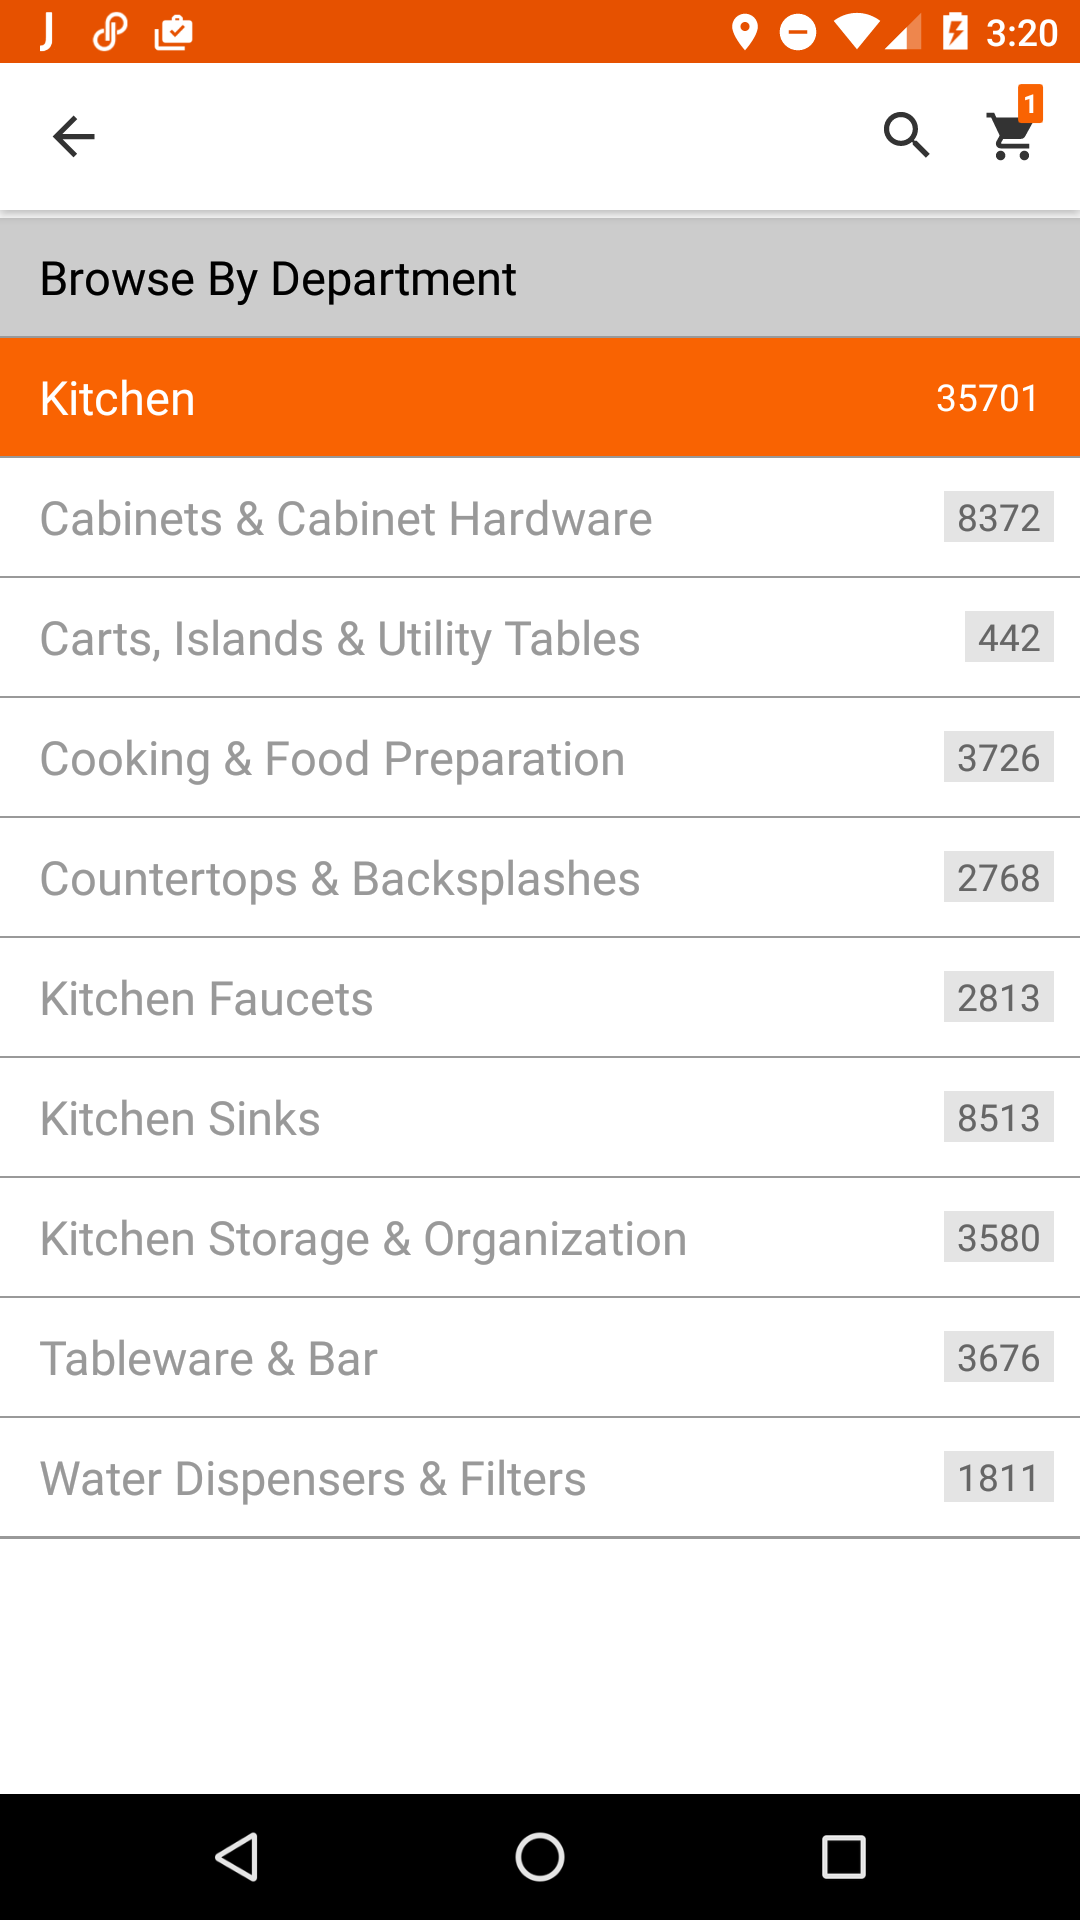 3:20
1
Browse By Department
Kitchen 35701
Cabinets & Cabinet Hardware 8372
Carts, Islands & Utility Tables 442
Cooking & Food Preparation 3726
Countertops & Backsplashes 2768
Kitchen Faucets 2813
Kitchen Sinks 8513
Kitchen Storage & Organization 3580
Tableware & Bar 3676
Water Dispensers & Filters 1811